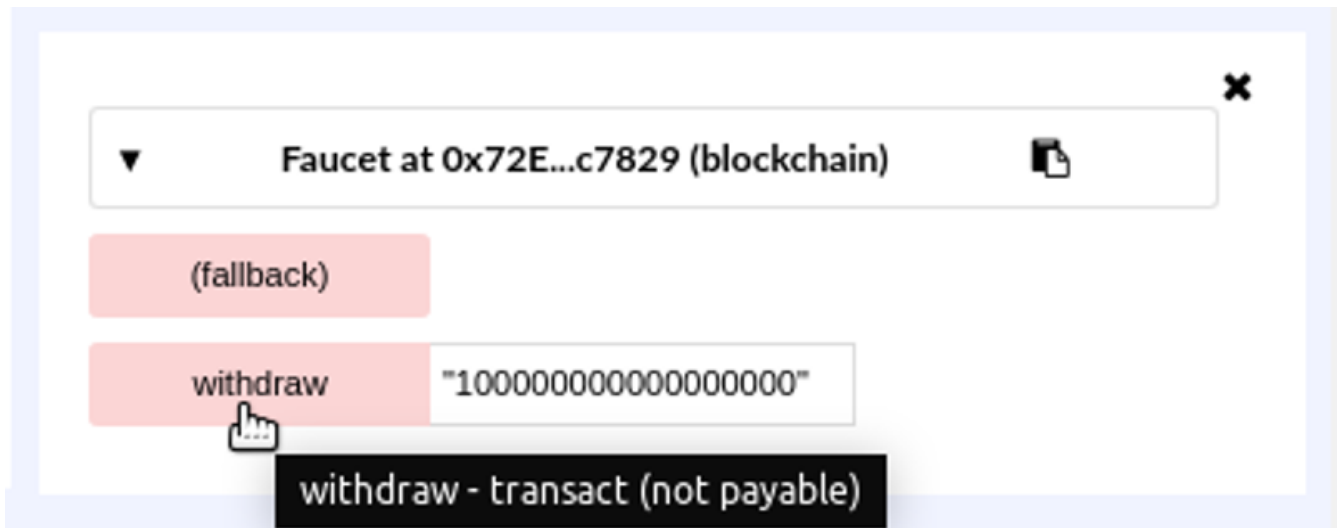 Faucet at 0x72E...c7829 (blockchain)
(fallback)
withdraw "100000000000000000"
withdraw - transact (not payable)